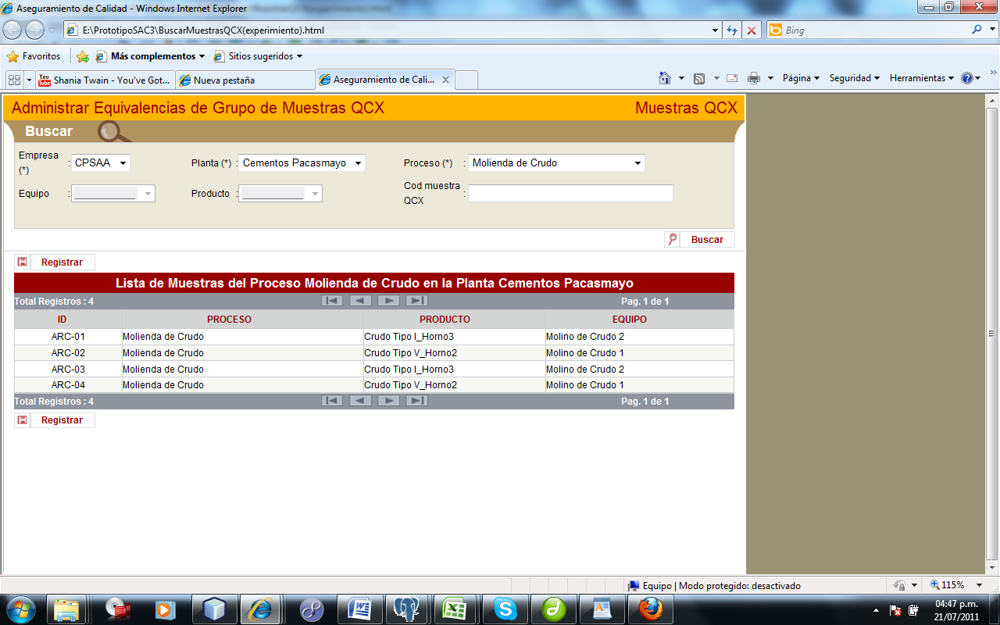 Aseguramiento de Calidad - Windows Internet Explorer
E:\PrototipoSAC3\BuscarMuestrasQCX(experimiento).html
Bing
Favoritos
Más complementos
Sitios sugeridos
You Tube Shania Twain - You've Got...
Nueva pestaña
Aseguramiento de Cali...
Página
Seguridad
Herramientas
Administrar Equivalencias de Grupo de Muestras QCX
Muestras QCX
Buscar
Empresa (*) : CPSAA
Planta (*) : Cementos Pacasmayo
Proceso (*) : Molienda de Crudo
Equipo :
Producto :
Cod muestra QCX :
Buscar
Registrar
Lista de Muestras del Proceso Molienda de Crudo en la Planta Cementos Pacasmayo
Total Registros : 4 Pag. 1 de 1
ID PROCESO PRODUCTO EQUIPO
ARC-01 Molienda de Crudo Crudo Tipo I_Horno3 Molino de Crudo 2
ARC-02 Molienda de Crudo Crudo Tipo V_Horno2 Molino de Crudo 1
ARC-03 Molienda de Crudo Crudo Tipo I_Horno3 Molino de Crudo 2
ARC-04 Molienda de Crudo Crudo Tipo V_Horno2 Molino de Crudo 1
Total Registros : 4 Pag. 1 de 1
Registrar
Equipo | Modo protegido: desactivado
115%
04:47 p.m.
21/07/2011